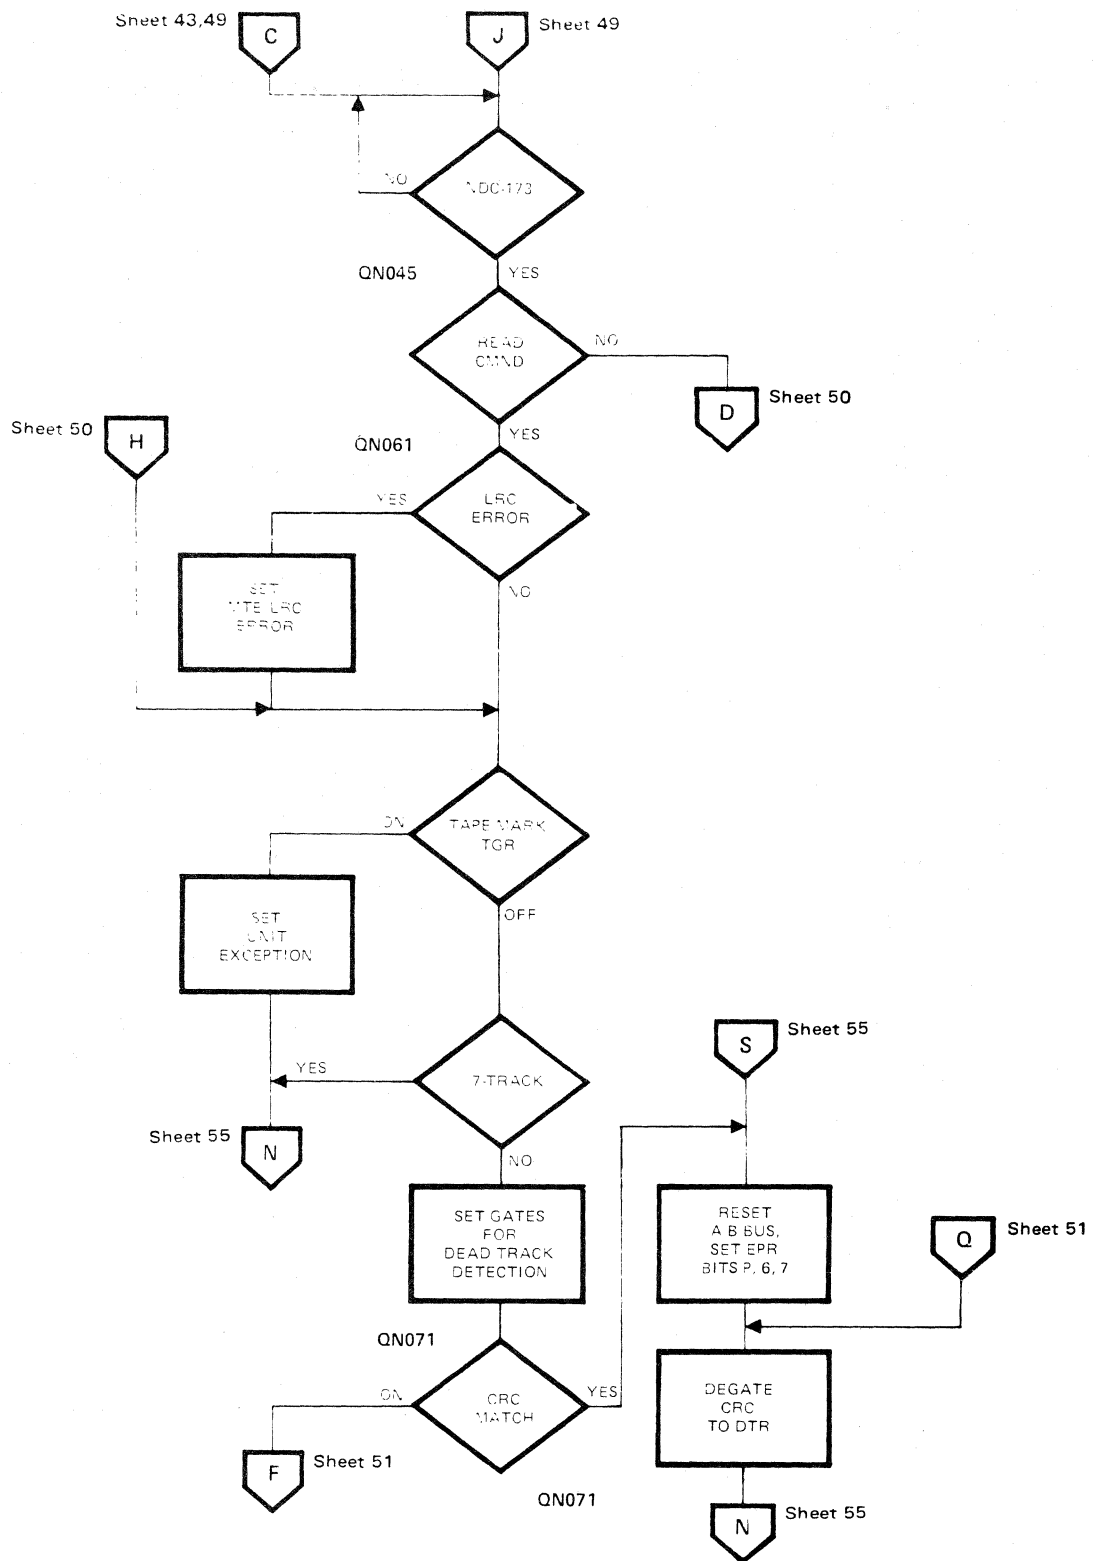 Sheet 43,49
C
J
Sheet 49
NO
NDC-173
QN045
YES
READ
CMND
NO
D
Sheet 50
Sheet 50
H
QN061
YES
YES
LRC
ERROR
SET
MTE LRC
ERROR
NO
ON
TAPE MARK
TGR
OFF
SET
UNIT
EXCEPTION
YES
7-TRACK
Sheet 55
N
NO
S
Sheet 55
SET GATES
FOR
DEAD TRACK
DETECTION
RESET
A B BUS,
SET EPR
BITS P, 6, 7
Q
Sheet 51
QN071
ON
CRC
MATCH
YES
DEGATE
CRC
TO DTR
F
Sheet 51
QN071
N
Sheet 55